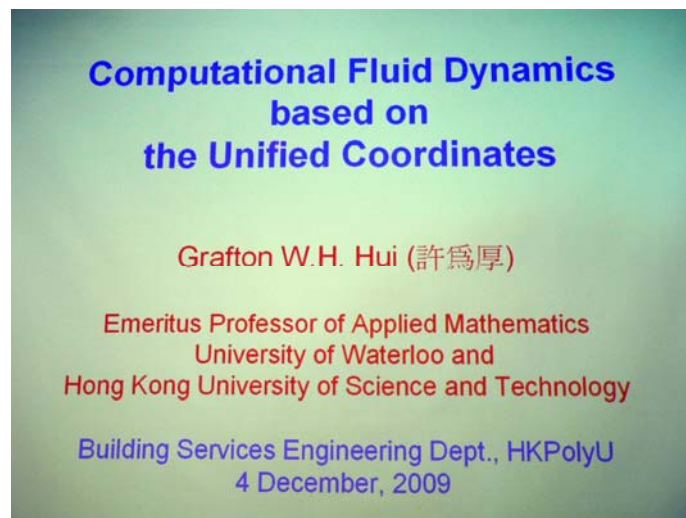 Computational Fluid Dynamics
based on
the Unified Coordinates
Grafton W.H. Hui (許爲厚)
Emeritus Professor of Applied Mathematics
University of Waterloo and
Hong Kong University of Science and Technology
Building Services Engineering Dept., HKPolyU
4 December, 2009